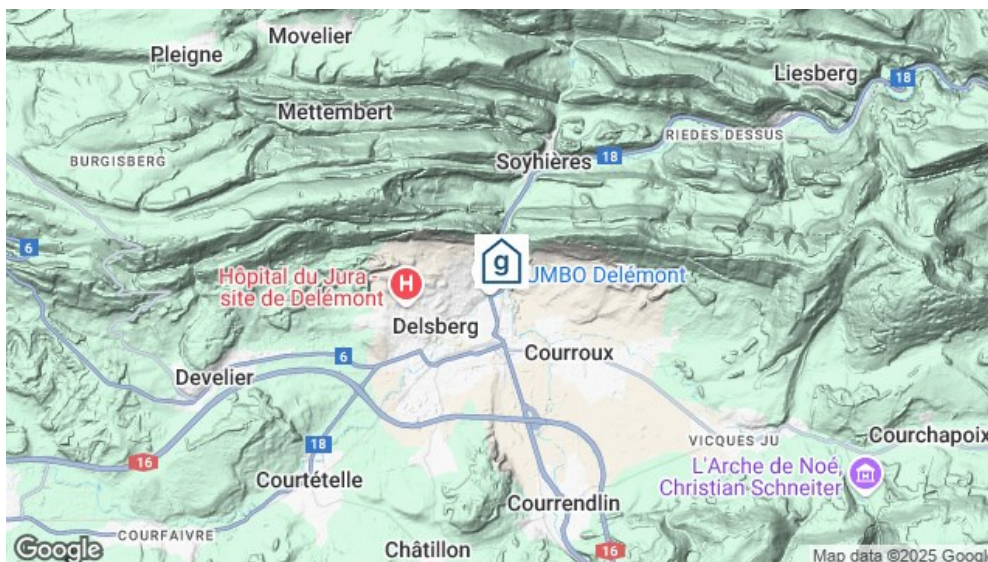 Movelier
Pleigne
Liesberg
18
Mettembert
RIEDES DESSUS
BURGISBERG
Soyhières
18
6
g
Hôpital du Jura -
site de Delémont
H
JMBO Delémont
Delsberg
6
Courroux
Develier
18
VICQUES JU
Courchapoix
16
L'Arche de Noé,
Christian Schneiter
Courtételle
Courrendlin
COURFAIVRE
Châtillon
16
Google
Map data ©2025 Google